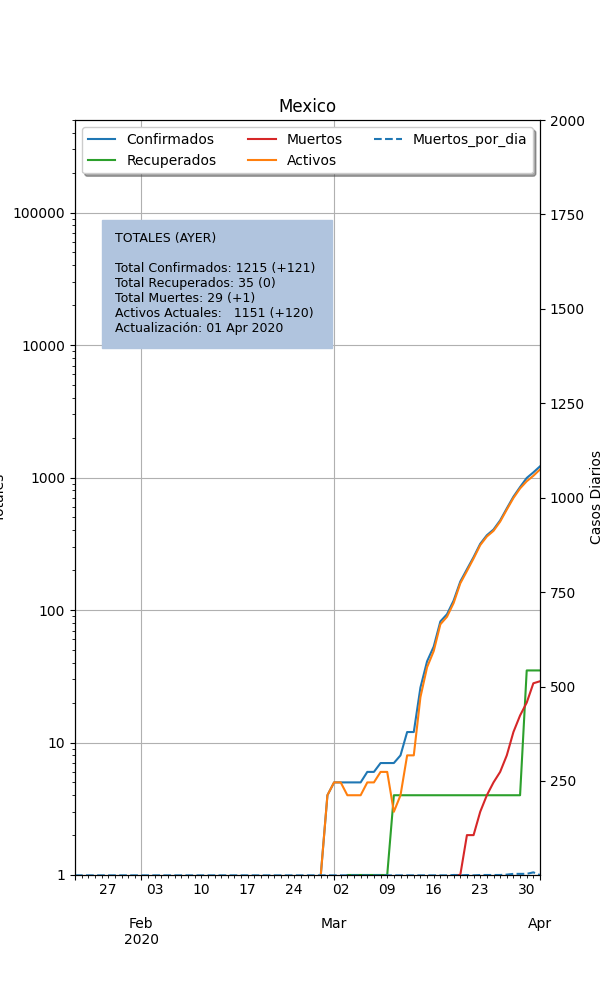 Mexico
Confirmados
Recuperados
Muertos
Activos
Muertos_por_dia
TOTALES (AYER)
Total Confirmados: 1215 (+121)
Total Recuperados: 35 (0)
Total Muertes: 29 (+1)
Activos Actuales: 1151 (+120)
Actualización: 01 Apr 2020
100000
10000
1000
100
10
1
2000
1750
1500
1250
1000
750
500
250
Casos Diarios
27 03 10 17 24 02 09 16 23 30
Feb Mar Apr
2020